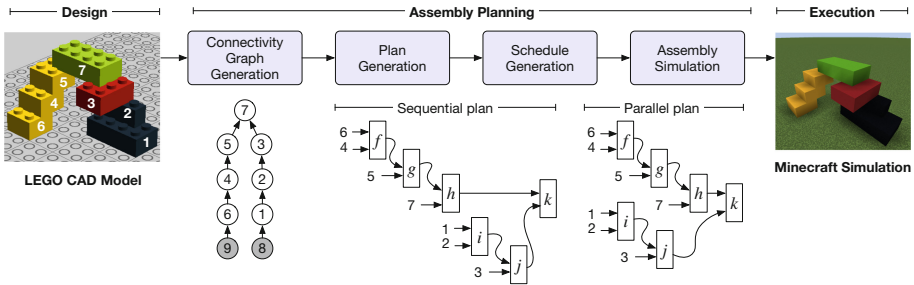 Design
Assembly Planning
Execution
7
5
4
6
3
2
1
LEGO CAD Model
Connectivity
Graph
Generation
Plan
Generation
Schedule
Generation
Assembly
Simulation
Minecraft Simulation
7
5 3
4 2
6 1
9 8
Sequential plan
6
4
f
5
g
7
h
k
1
2
i
3
j
Parallel plan
6
4
f
5
g
7
h
k
1
2
i
3
j